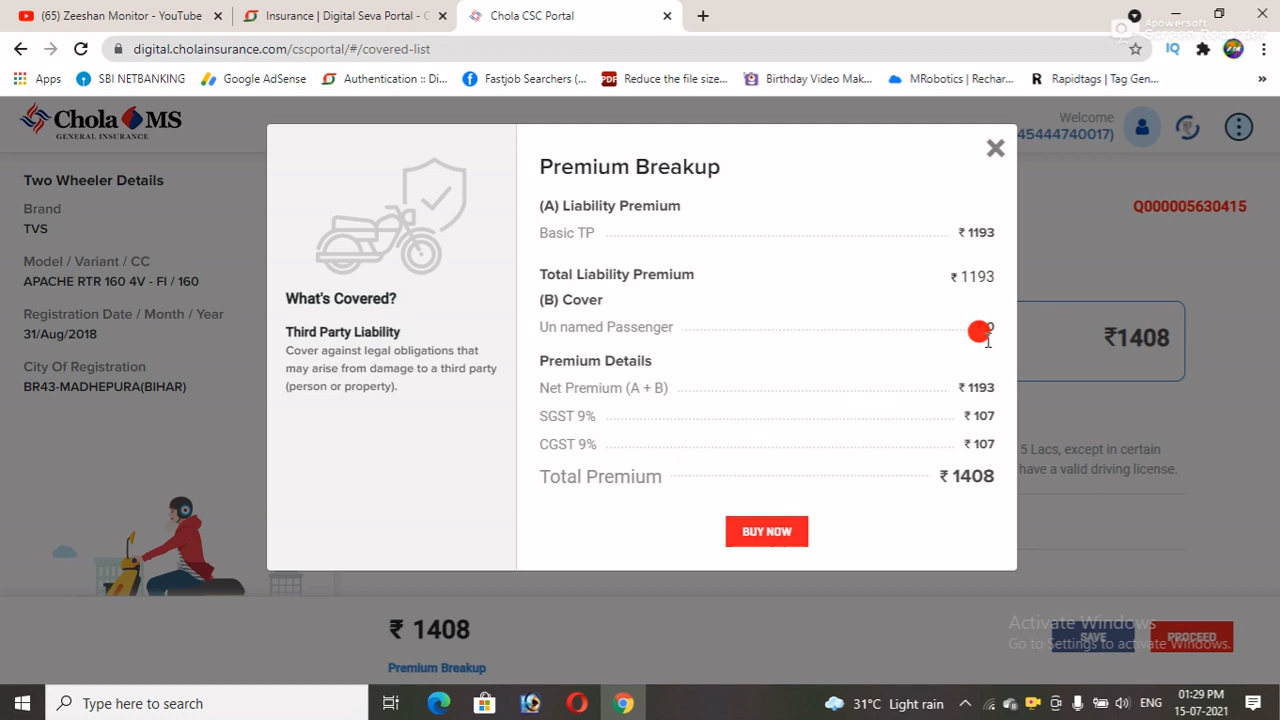 (65) Zeeshan Monitor - YouTube
Insurance | Digital Seva Portal - C
Chola CSC Portal
Apowersoft
Screen Recorder
digital.cholainsurance.com/cscportal/#/covered-list
Apps
SBI NETBANKING
Google AdSense
Authentication :: Di...
Fastjob Searchers (...
PDF
Reduce the file size...
Birthday Video Mak...
MRobotics | Rechar...
Rapidtags | Tag Gen...
Chola MS
GENERAL INSURANCE
Welcome
45444740017)
Two Wheeler Details
Brand
TVS
Model / Variant / CC
APACHE RTR 160 4V - FI / 160
Registration Date / Month / Year
31/Aug/2018
City Of Registration
BR43-MADHEPURA(BIHAR)
What's Covered?
Third Party Liability
Cover against legal obligations that
may arise from damage to a third party
(person or property).
Premium Breakup
(A) Liability Premium
Basic TP ₹ 1193
Total Liability Premium ₹ 1193
(B) Cover
Un named Passenger 0
Premium Details
Net Premium (A + B) ₹ 1193
SGST 9% ₹ 107
CGST 9% ₹ 107
Total Premium ₹ 1408
BUY NOW
Q000005630415
₹1408
5 Lacs, except in certain
have a valid driving license.
₹ 1408
Premium Breakup
SAVE
PROCEED
Activate Windows
Go to Settings to activate Windows.
Type here to search
31°C Light rain
ENG
01:29 PM
15-07-2021